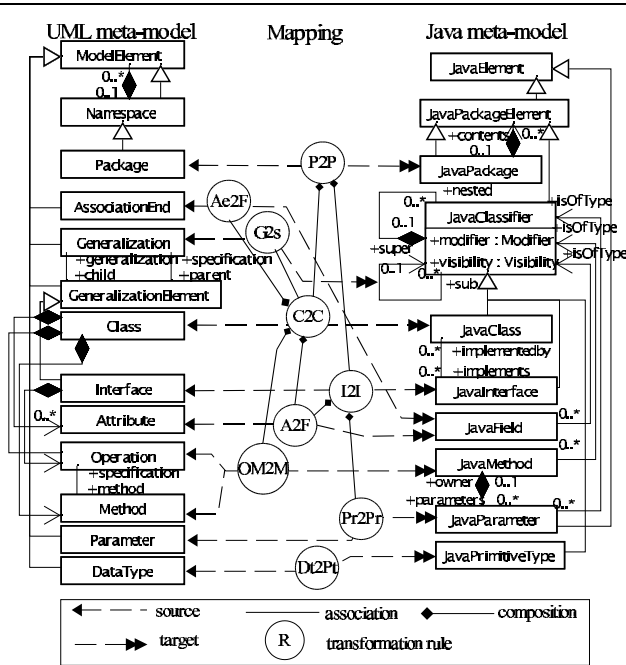 UML meta-model
Mapping
Java meta-model
ModelElement
0..*
0..1
JavaElement
Namespace
JavaPackageElement
+contents
0..*
0..1
Package
P2P
JavaPackage
+nested
AssociationEnd
Ae2F
0..*
+isOfType
JavaClassifier
0..1
+isOfType
G2s
Generalization
+modifier : Modifier
+generalization
+specification
+super
+isOfType
+child
+parent
0..1
+visibility : Visibility
0..*
+sub
GeneralizationElement
Class
C2C
JavaClass
0..*
+implementedby
0..*
+implements
Interface
I2I
JavaInterface
0..*
Attribute
A2F
JavaField
0..*
Operation
0..*
+specification
OM2M
JavaMethod
+method
+owner
0..1
Method
+parameters
0..*
0..*
Pr2Pr
JavaParameter
Parameter
DataType
Dt2Pt
JavaPrimitiveType
source
association
composition
target
R
transformation rule